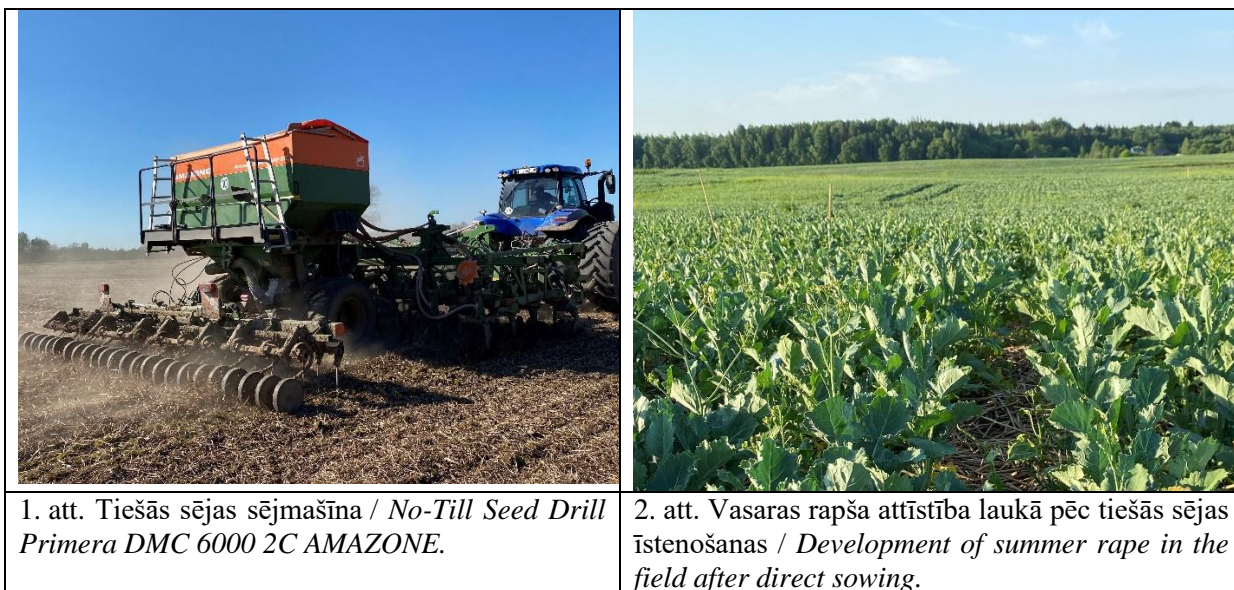 AMAZONE
1. att. Tiešās sējas sējmašīna / No-Till Seed Drill
Primera DMC 6000 2C AMAZONE.
2. att. Vasaras rapša attīstība laukā pēc tiešās sējas
īstenošanas / Development of summer rape in the
field after direct sowing.